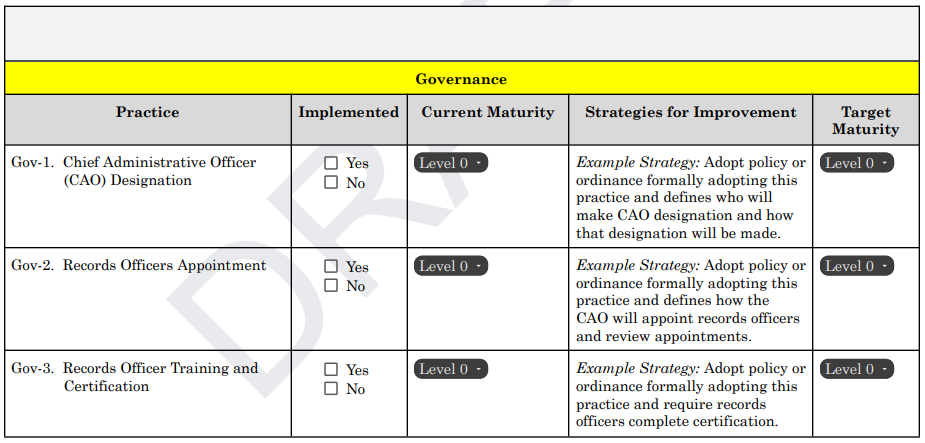 Governance
Practice Implemented Current Maturity Strategies for Improvement Target
Maturity
Gov-1. Chief Administrative Officer
(CAO) Designation
Yes
No
Level 0
Example Strategy: Adopt policy or
ordinance formally adopting this
practice and defines who will
make CAO designation and how
that designation will be made.
Level 0
Gov-2. Records Officers Appointment
Yes
No
Level 0
Example Strategy: Adopt policy or
ordinance formally adopting this
practice and defines how the
CAO will appoint records officers
and review appointments.
Level 0
Gov-3. Records Officer Training and
Certification
Yes
No
Level 0
Example Strategy: Adopt policy or
ordinance formally adopting this
practice and require records
officers complete certification.
Level 0